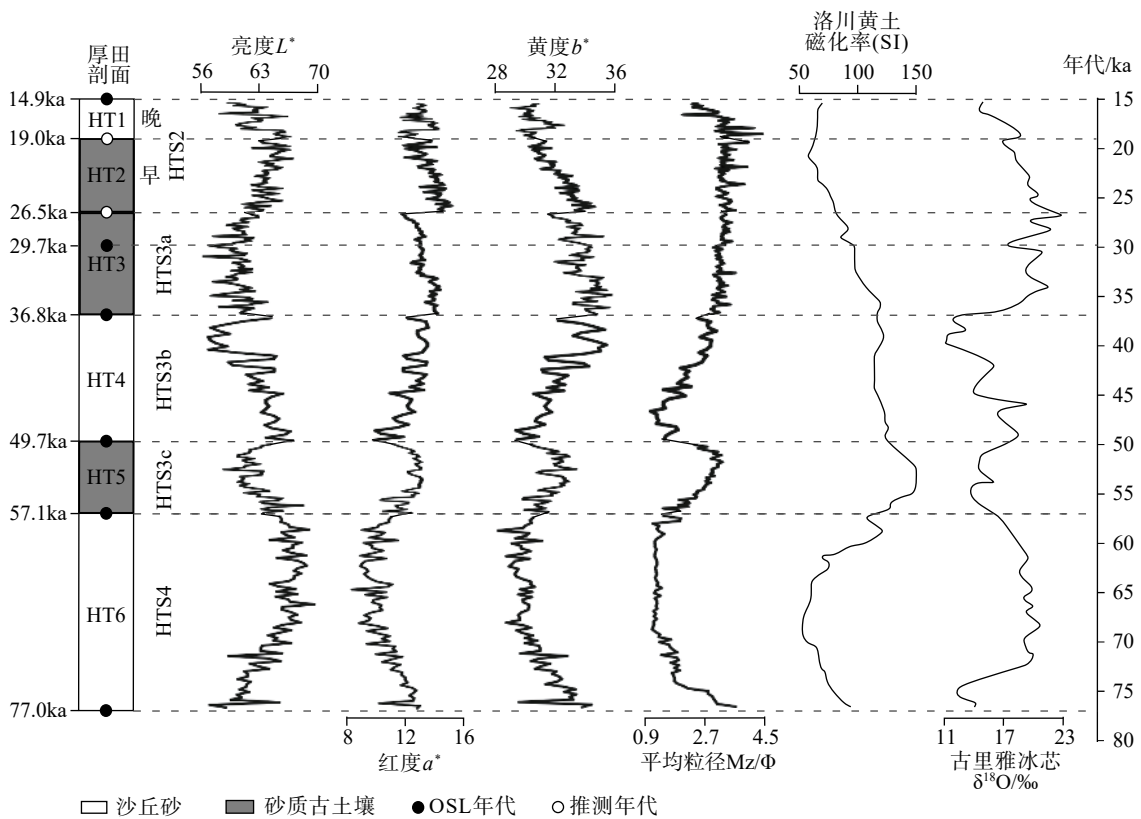 厚田
剖面
亮度L*
56 63 70
黄度b*
28 32 36
洛川黄土
磁化率(SI)
50 100 150
年代/ka
14.9ka
HT1
晚
19.0ka
HT2
早
HTS2
26.5ka
29.7ka
HT3
HTS3a
36.8ka
HT4
HTS3b
49.7ka
HT5
HTS3c
57.1ka
HT6
HTS4
77.0ka
15
20
25
30
35
40
45
50
55
60
65
70
75
80
8 12 16
红度a*
0.9 2.7 4.5
平均粒径Mz/Φ
11 17 23
古里雅冰芯
δ¹⁸O/‰
沙丘砂 砂质古土壤 OSL年代 推测年代